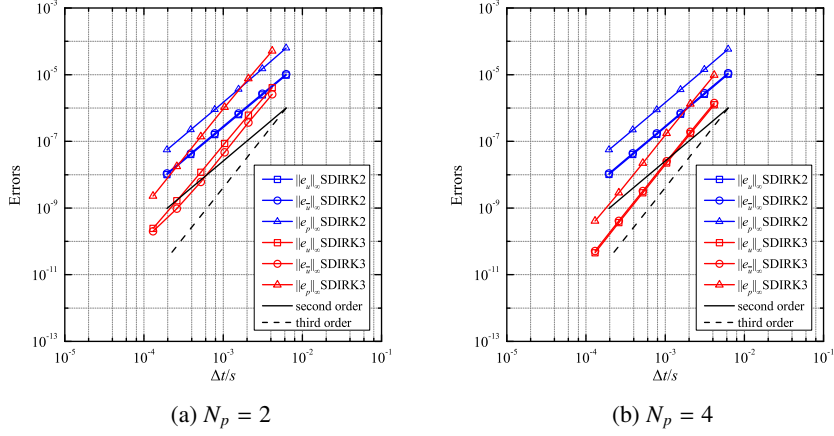 10^-3
10^-5
10^-7
10^-9
10^-11
10^-13
Errors
‖e_u‖_∞ SDIRK2
‖e_ū‖_∞ SDIRK2
‖e_p‖_∞ SDIRK2
‖e_u‖_∞ SDIRK3
‖e_ū‖_∞ SDIRK3
‖e_p‖_∞ SDIRK3
second order
third order
10^-5 10^-4 10^-3 10^-2 10^-1
Δt/s
(a) N_p = 2
10^-3
10^-5
10^-7
10^-9
10^-11
10^-13
Errors
‖e_u‖_∞ SDIRK2
‖e_ū‖_∞ SDIRK2
‖e_p‖_∞ SDIRK2
‖e_u‖_∞ SDIRK3
‖e_ū‖_∞ SDIRK3
‖e_p‖_∞ SDIRK3
second order
third order
10^-5 10^-4 10^-3 10^-2 10^-1
Δt/s
(b) N_p = 4